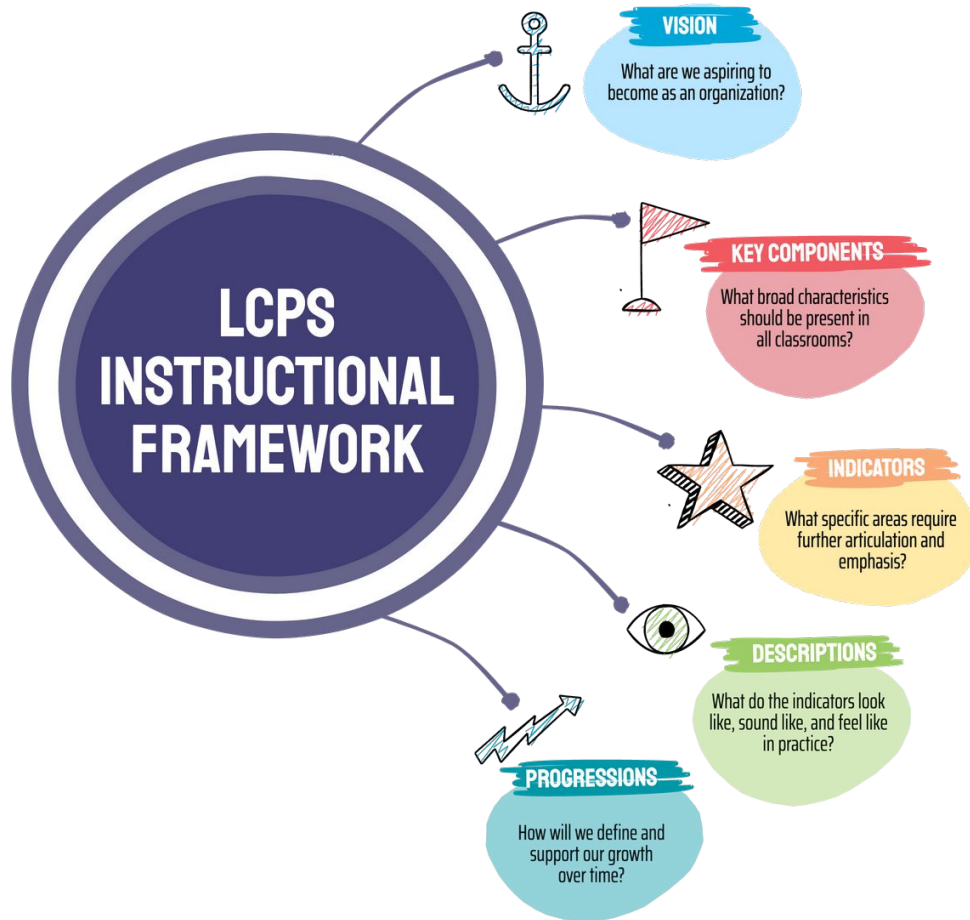 LCPS
INSTRUCTIONAL
FRAMEWORK
VISION
What are we aspiring to
become as an organization?
KEY COMPONENTS
What broad characteristics
should be present in
all classrooms?
INDICATORS
What specific areas require
further articulation and
emphasis?
DESCRIPTIONS
What do the indicators look
like, sound like, and feel like
in practice?
PROGRESSIONS
How will we define and
support our growth
over time?